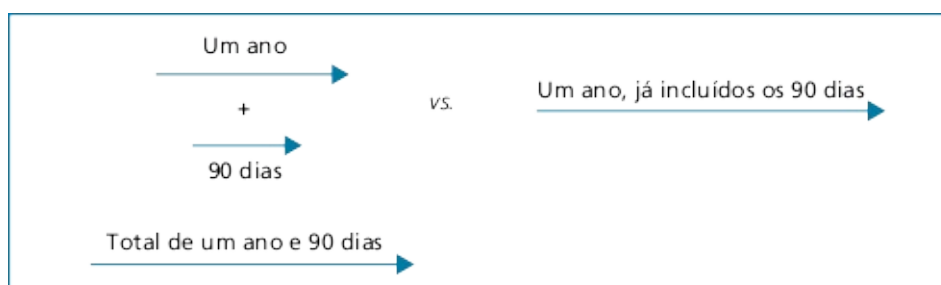 Um ano
+
90 dias
vs.
Um ano, já incluídos os 90 dias
Total de um ano e 90 dias